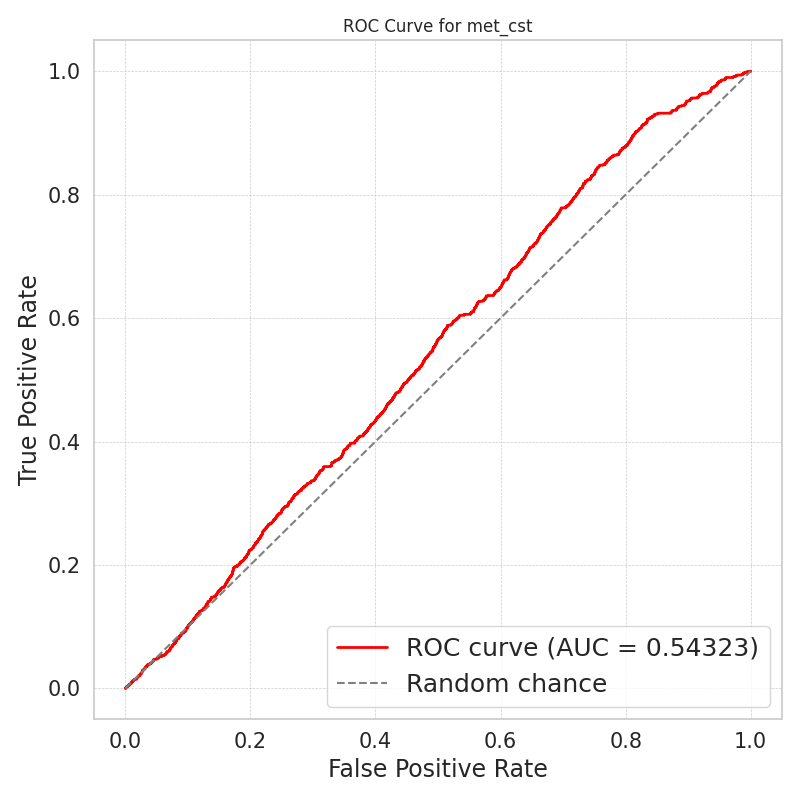 ROC Curve for met_cst
True Positive Rate
1.0
0.8
0.6
0.4
0.2
0.0
ROC curve (AUC = 0.54323)
Random chance
0.0 0.2 0.4 0.6 0.8 1.0
False Positive Rate